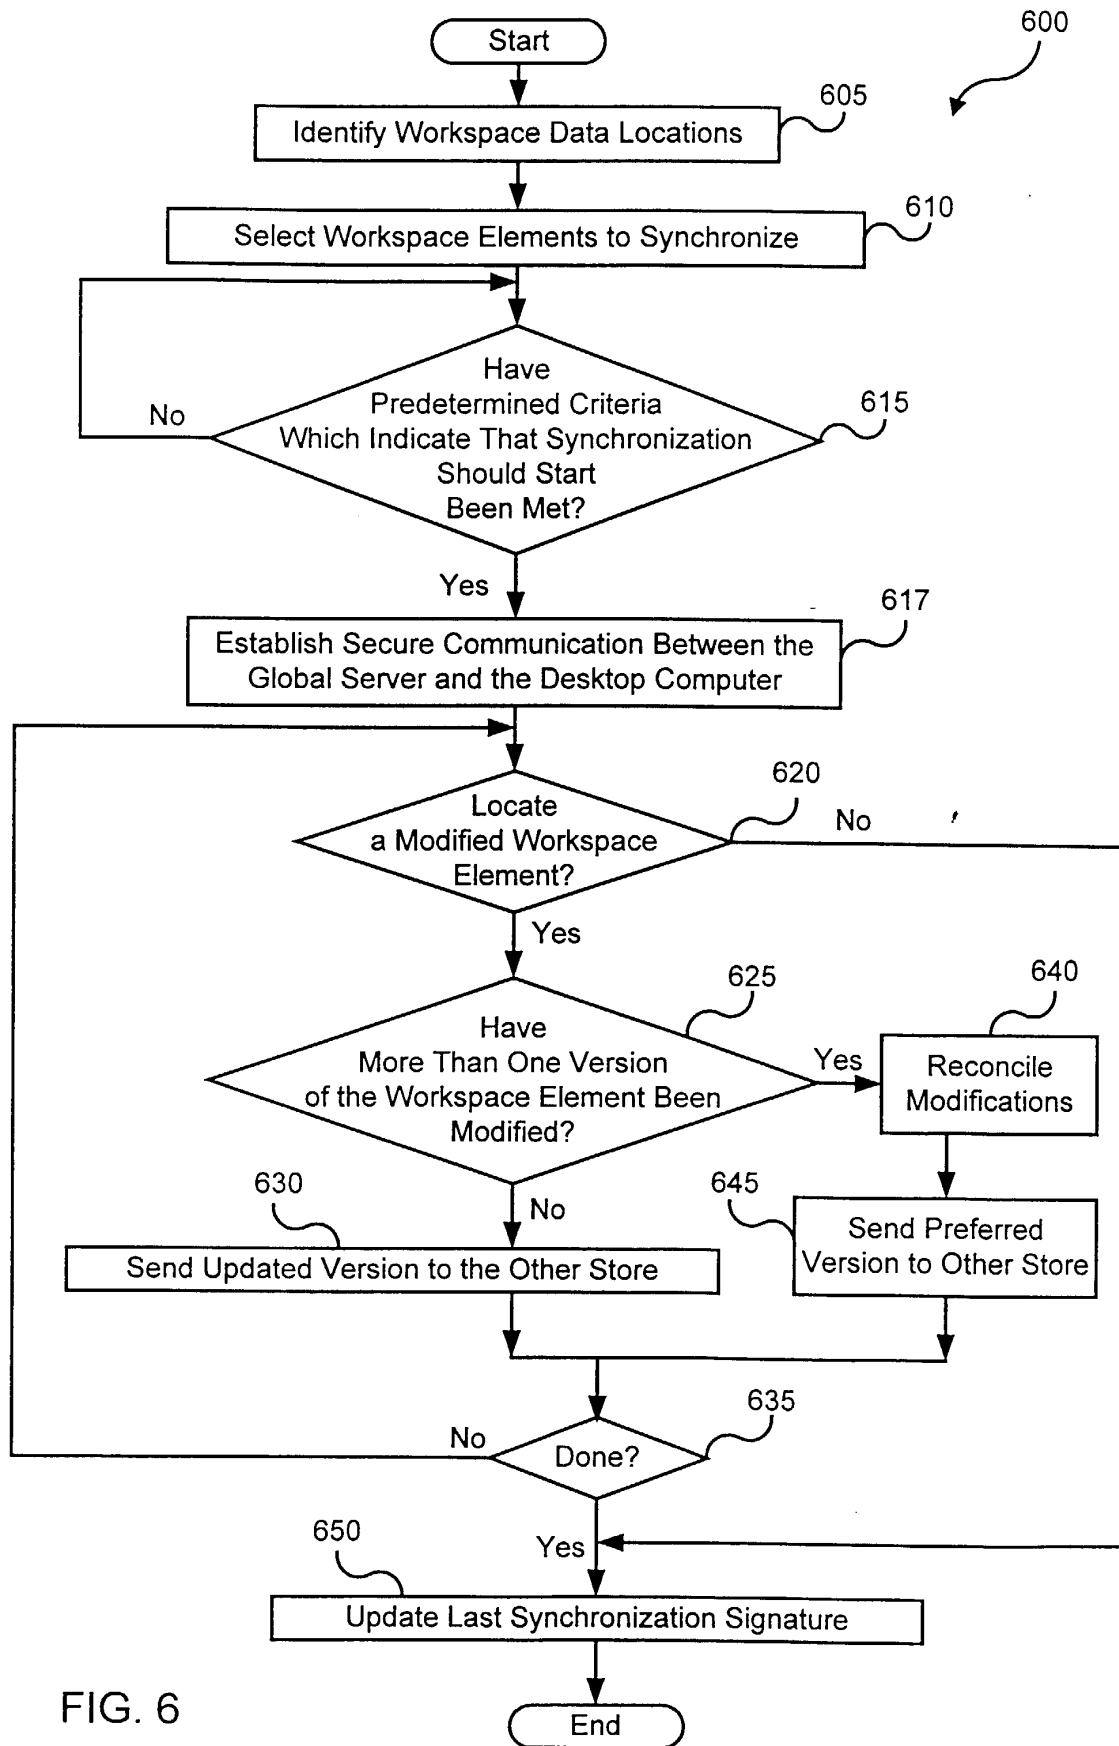 Start
600
605
Identify Workspace Data Locations
610
Select Workspace Elements to Synchronize
Have
Predetermined Criteria
Which Indicate That Synchronization
Should Start
Been Met?
615
No
Yes
617
Establish Secure Communication Between the
Global Server and the Desktop Computer
620
Locate
a Modified Workspace
Element?
No
Yes
625
Have
More Than One Version
of the Workspace Element Been
Modified?
Yes
640
Reconcile
Modifications
No
630
Send Updated Version to the Other Store
645
Send Preferred
Version to Other Store
635
Done?
No
Yes
650
Update Last Synchronization Signature
End
FIG. 6